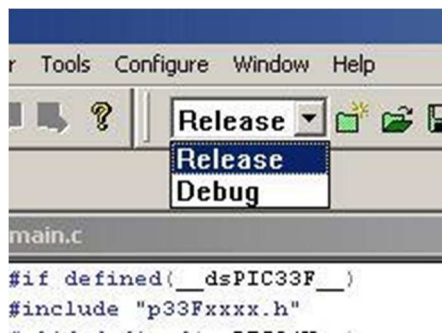 r Tools Configure Window Help
Release
Release
Debug
main.c
#if defined(__dsPIC33F__)
#include "p33Fxxxx.h"